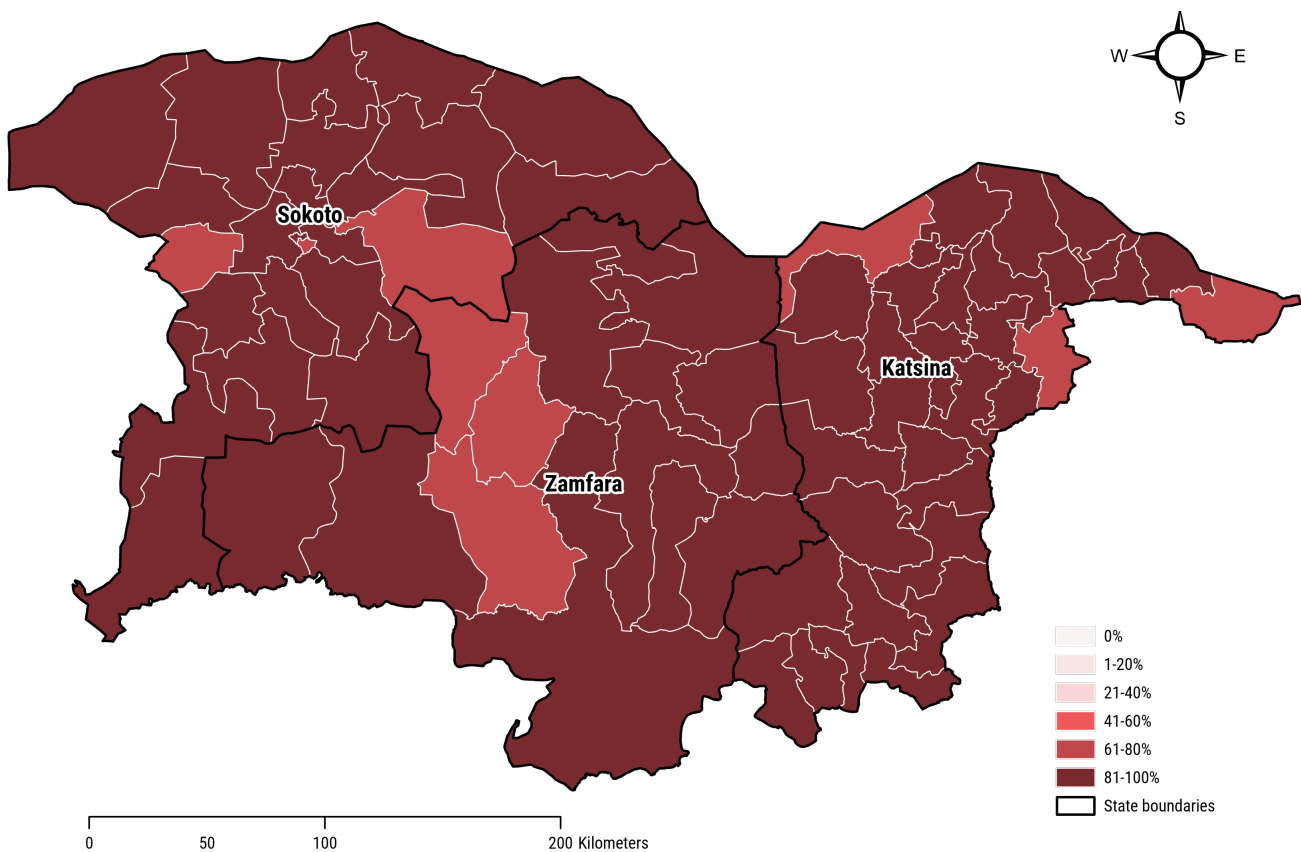 W E
S
Sokoto
Katsina
Zamfara
0%
1-20%
21-40%
41-60%
61-80%
81-100%
State boundaries
0 50 100 200 Kilometers